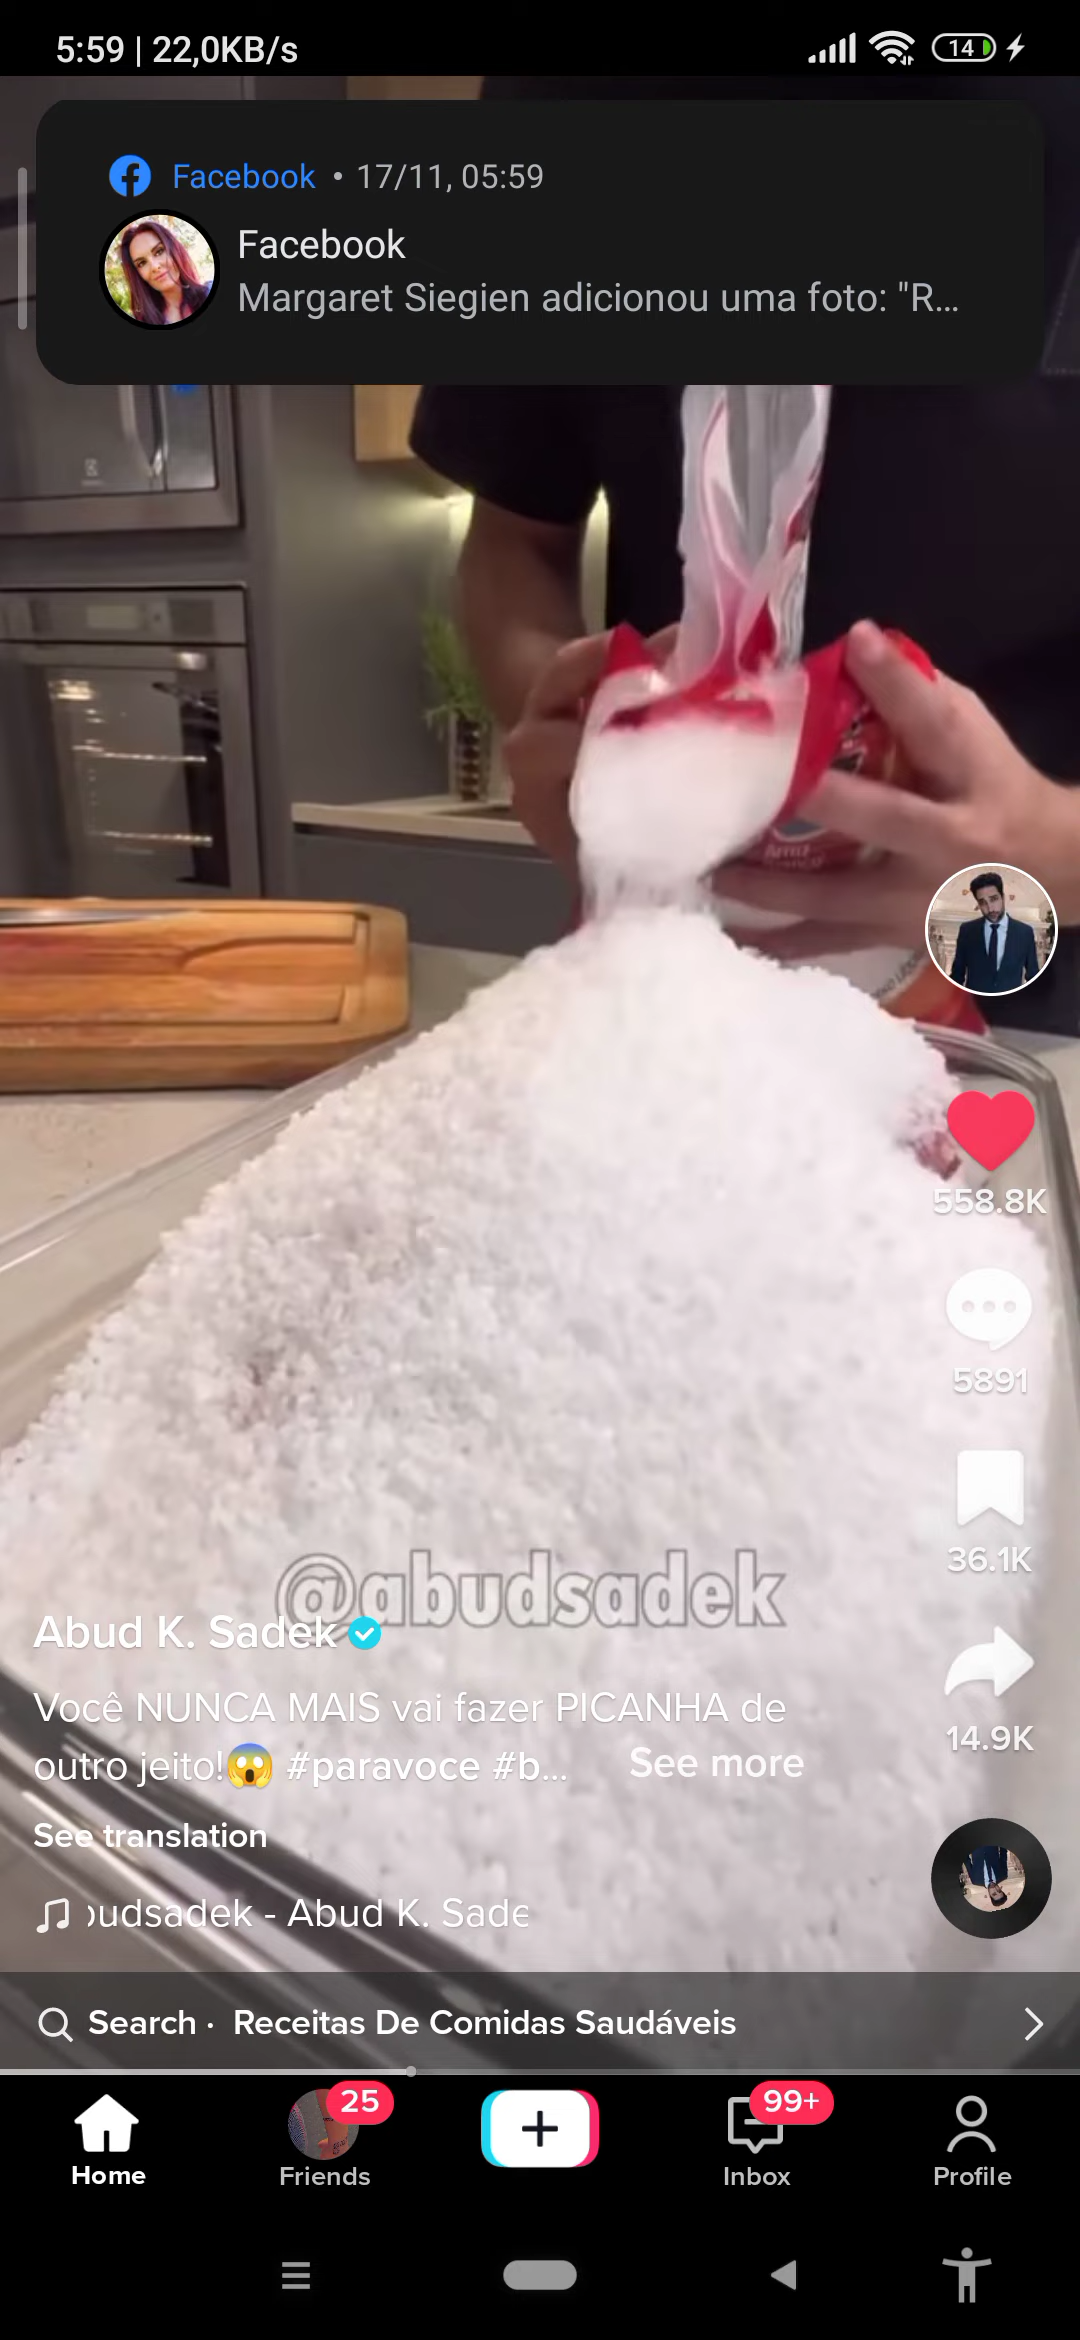 5:59 | 22,0KB/s
14
Facebook • 17/11, 05:59
Facebook
Margaret Siegien adicionou uma foto: "R...
558.8K
5891
36.1K
14.9K
@abudsadek
Abud K. Sadek
Você NUNCA MAIS vai fazer PICANHA de
outro jeito!😱 #paravoce #b... See more
See translation
budsadek - Abud K. Sade
Search · Receitas De Comidas Saudáveis
25
99+
Home
Friends
Inbox
Profile